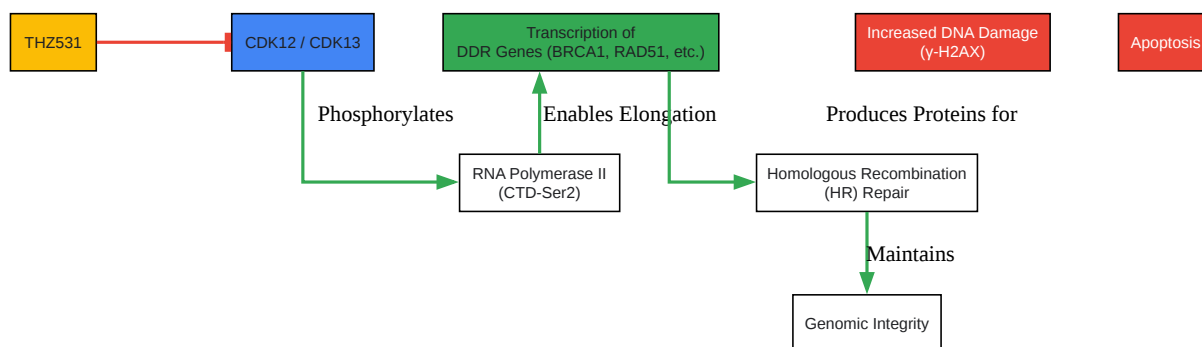 THZ531
CDK12 / CDK13
Transcription of
DDR Genes (BRCA1, RAD51, etc.)
Increased DNA Damage
(γ-H2AX)
Apoptosis
Phosphorylates
Enables Elongation
Produces Proteins for
RNA Polymerase II
(CTD-Ser2)
Homologous Recombination
(HR) Repair
Maintains
Genomic Integrity